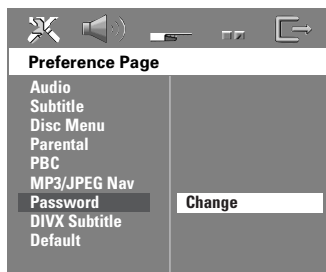 Preference Page
Audio
Subtitle
Disc Menu
Parental
PBC
MP3/JPEG Nav
Password
Change
DIVX Subtitle
Default